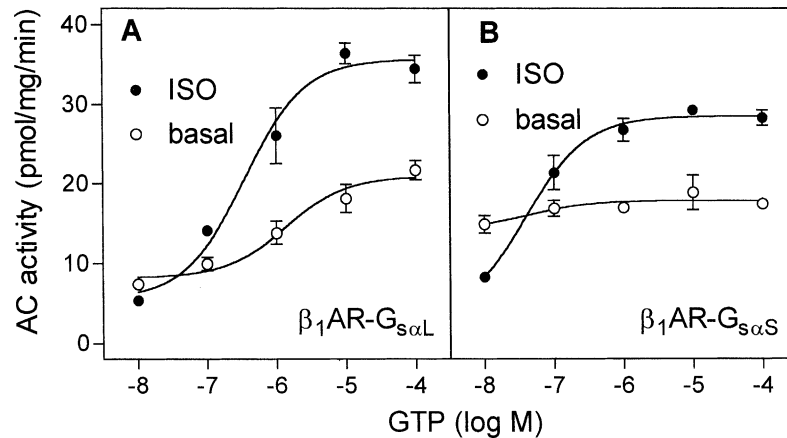 A
B
ISO
basal
ISO
basal
β1AR-GsαL
β1AR-GsαS
AC activity (pmol/mg/min)
40
30
20
10
0
-8 -7 -6 -5 -4
-8 -7 -6 -5 -4
GTP (log M)